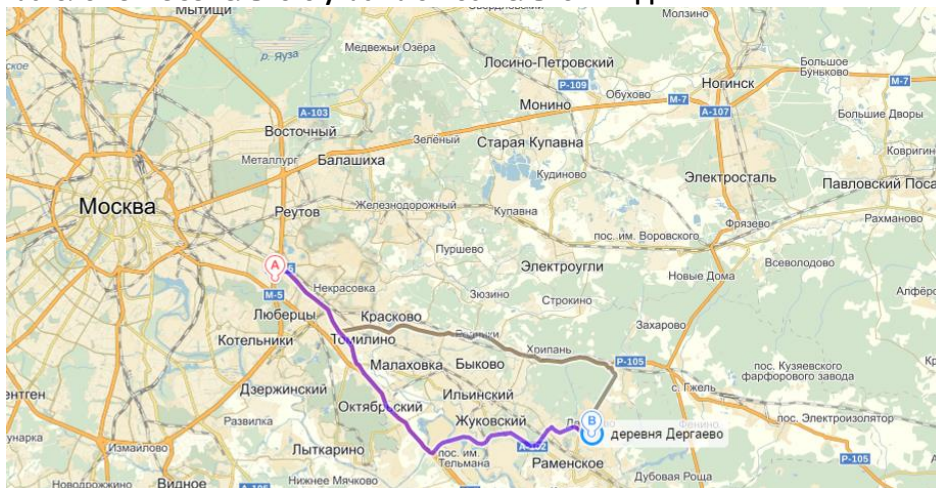 Мытищи
Медвежьи Озёра
Молзино
р. Яуза
Лосино-Петровский
Большое
Буньково
Ногинск
P-109
Обухово
M-7
M-7
Монино
A-103
A-107
Большие Дворы
Восточный
Зелёный
Старая Купавна
Металлург
Балашиха
Кудиново
Электросталь
Москва
Реутов
Железнодорожный
Купавна
Фрязево
Рахманово
пос. им. Воровского
Пуршево
A
Электроугли
Новые Дома
Всеволодово
Некрасовка
M-5
Зюзино
Строкино
Люберцы
Красково
Захарово
Котельники
Томилино
Хрипань
Малаховка
Быково
P-105
пос. Кузяевского
фарфорового завода
Дзержинский
Ильинский
с. Гжель
Октябрьский
Развилка
Жуковский
B
деревня Дергаево
пос. Электроизолятор
Измайлово
Лыткарино
пос. им.
Тельмана
A-102
Раменское
P-105
Видное
Нижнее Мячково
Дубовая Роща